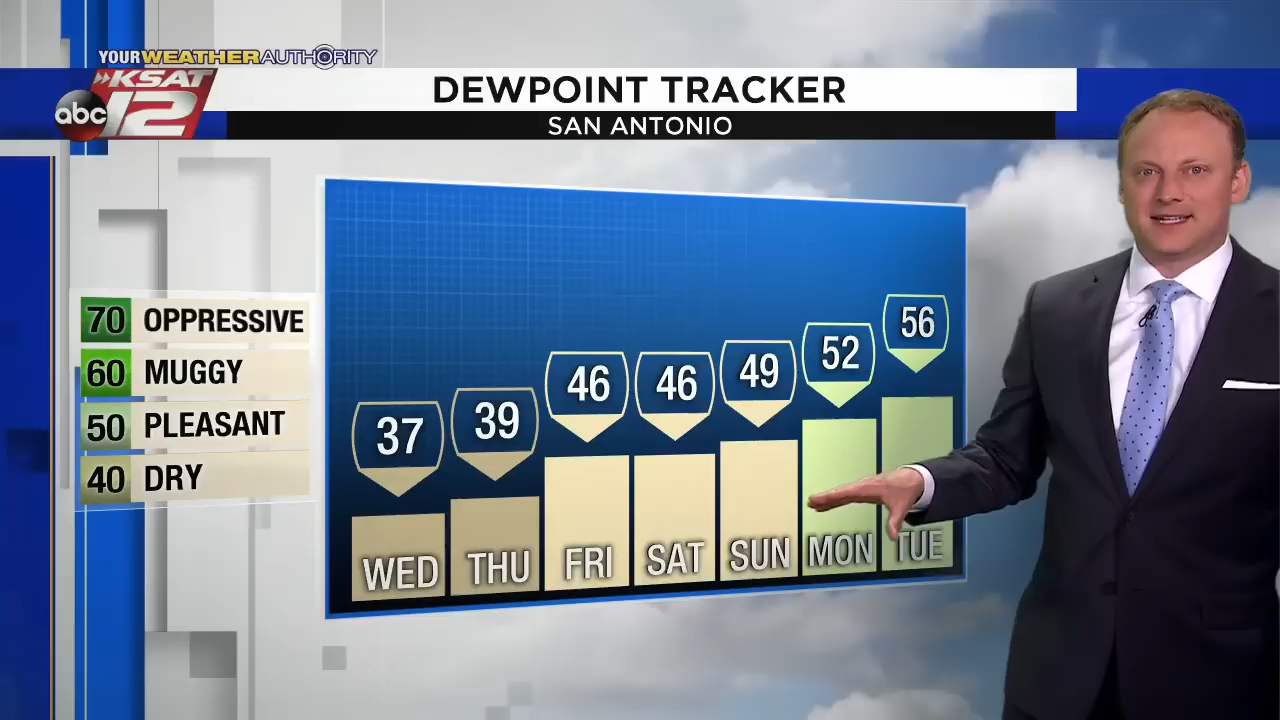 YOURWEATHERAUTHORITY
KSAT
abc 12
DEWPOINT TRACKER
SAN ANTONIO
70 OPPRESSIVE
60 MUGGY
50 PLEASANT
40 DRY
37 39 46 46 49 52 56
WED THU FRI SAT SUN MON TUE